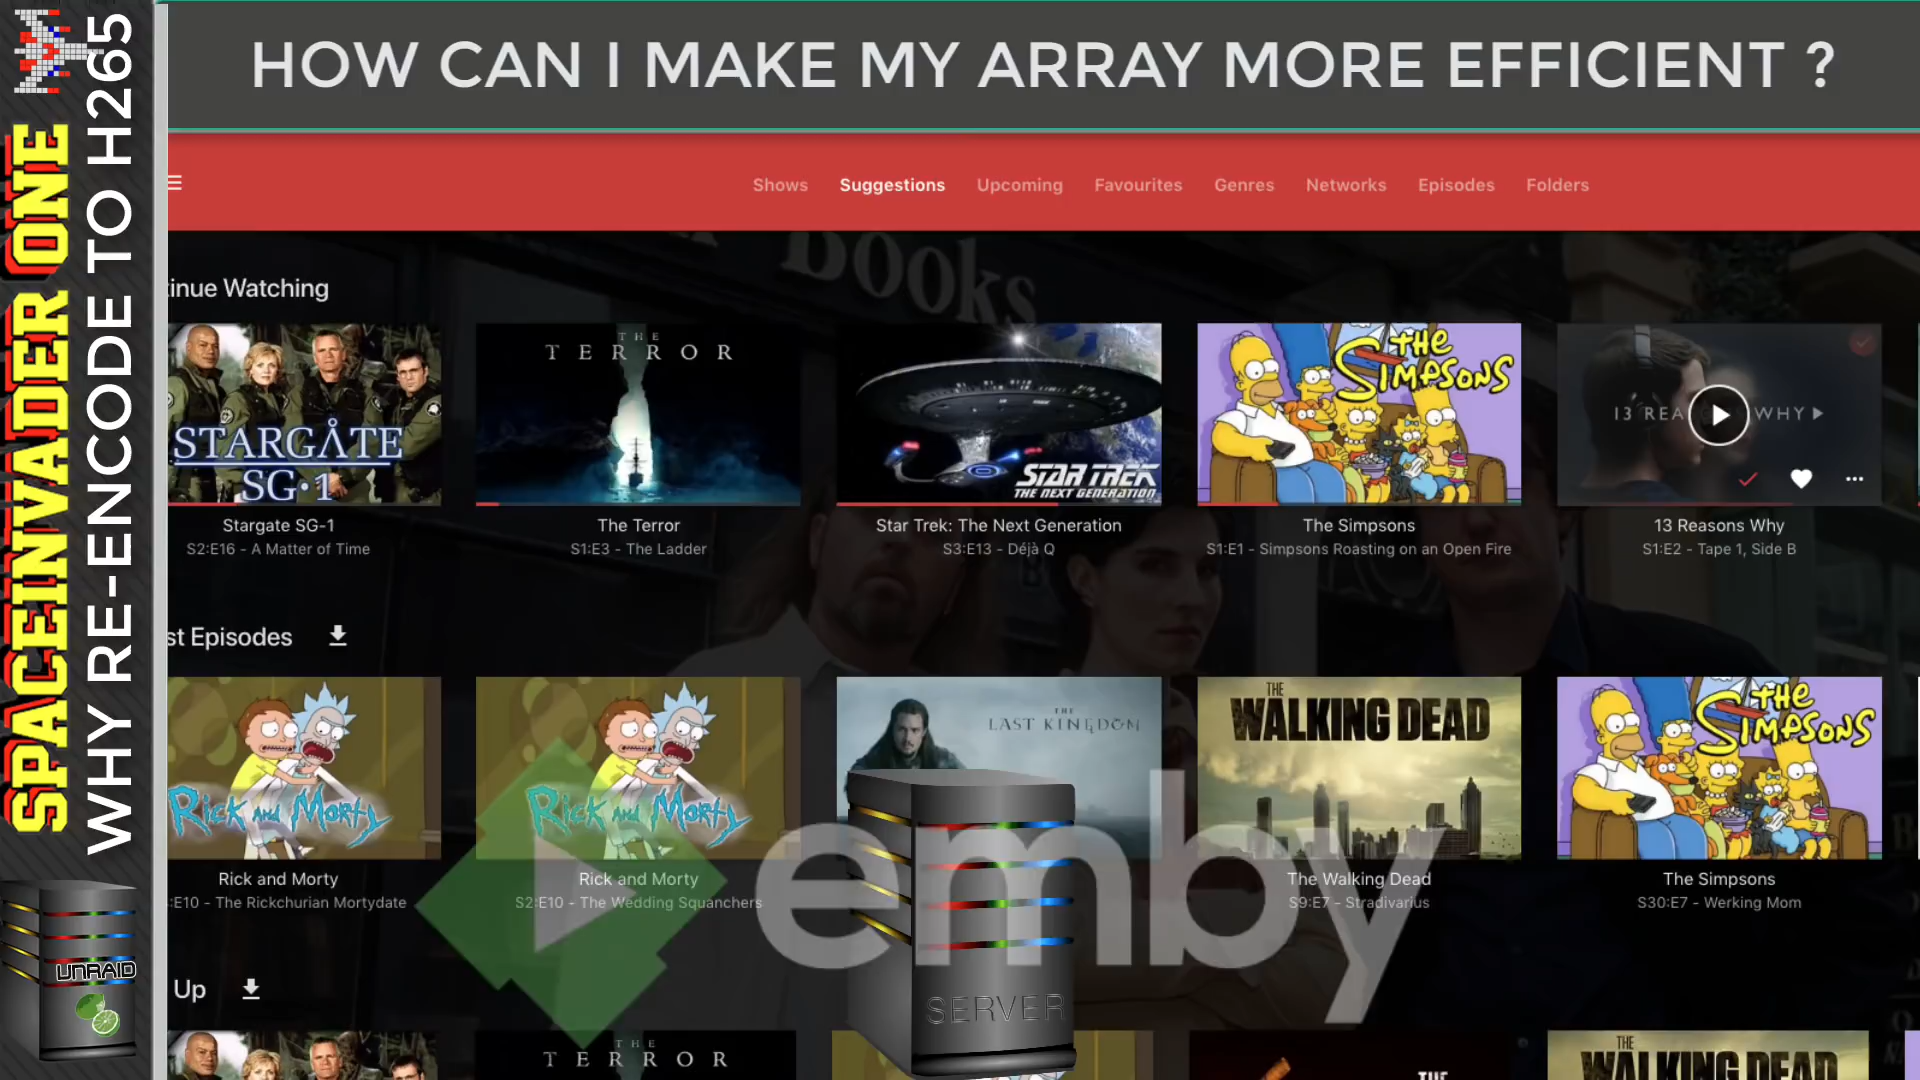 SPACEINVADER ONE
WHY RE-ENCODE TO H265
UNRAID
HOW CAN I MAKE MY ARRAY MORE EFFICIENT ?
Shows Suggestions Upcoming Favourites Genres Networks Episodes Folders
BOOKS
inue Watching
STARGATE SG·1
THE TERROR
STAR TREK THE NEXT GENERATION
THE SIMPSONS
13 REA WHY
Stargate SG-1
S2:E16 - A Matter of Time
The Terror
S1:E3 - The Ladder
Star Trek: The Next Generation
S3:E13 - Déjà Q
The Simpsons
S1:E1 - Simpsons Roasting on an Open Fire
13 Reasons Why
S1:E2 - Tape 1, Side B
st Episodes
RICK AND MORTY
RICK AND MORTY
THE LAST KINGDOM
THE WALKING DEAD
THE SIMPSONS
Rick and Morty
:E10 - The Rickchurian Mortydate
Rick and Morty
S2:E10 - The Wedding Squanchers
The Walking Dead
S9:E7 - Stradivarius
The Simpsons
S30:E7 - Werking Mom
emby
SERVER
Up
THE TERROR
THE
THE WALKING DEAD